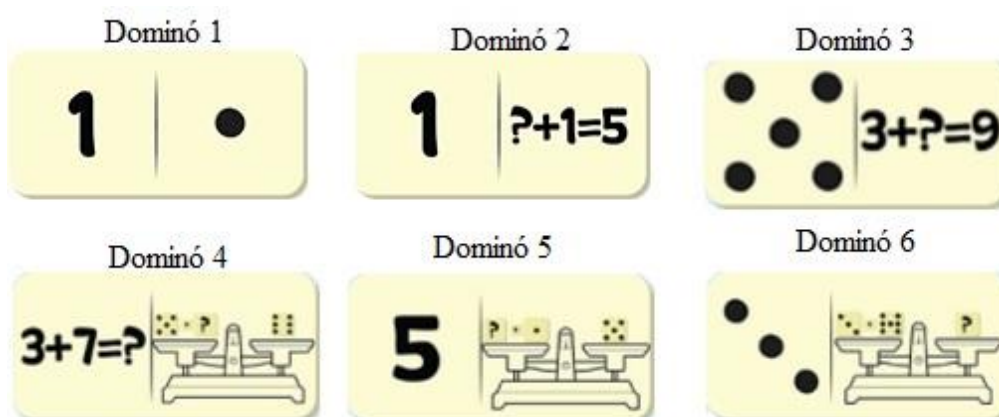 Dominó 1
Dominó 2
Dominó 3
1
1 ?+1=5
3+?=9
Dominó 4
Dominó 5
Dominó 6
3+7=? ?
5 ?
?